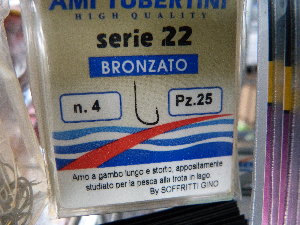 AMI TUBERTINI
HIGH QUALITY
serie 22
BRONZATO
n. 4
Pz.25
Amo a gambo lungo e storto, appositamente
studiato per la pesca alla trota in lago.
By SOFFRITTI GINO